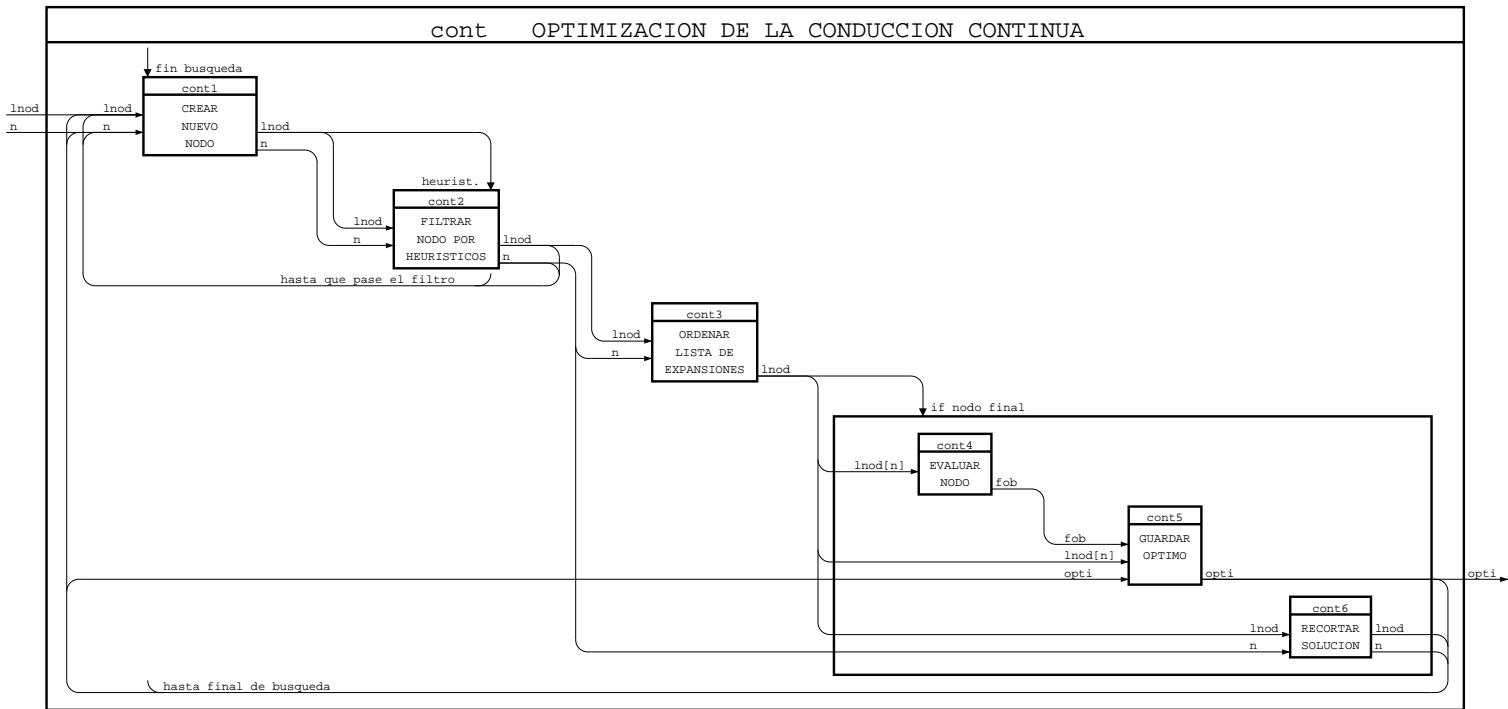 cont OPTIMIZACION DE LA CONDUCCION CONTINUA
fin busqueda
cont1
lnod
lnod
CREAR
n
n
NUEVO
NODO
lnod
n
heurist.
cont2
lnod
FILTRAR
n
NODO POR
HEURISTICOS
lnod
n
hasta que pase el filtro
cont3
lnod
ORDENAR
n
LISTA DE
EXPANSIONES
lnod
if nodo final
cont4
lnod[n]
EVALUAR
NODO
fob
cont5
fob
GUARDAR
lnod[n]
OPTIMO
opti
opti
opti
cont6
lnod
RECORTAR
lnod
n
SOLUCION
n
hasta final de busqueda